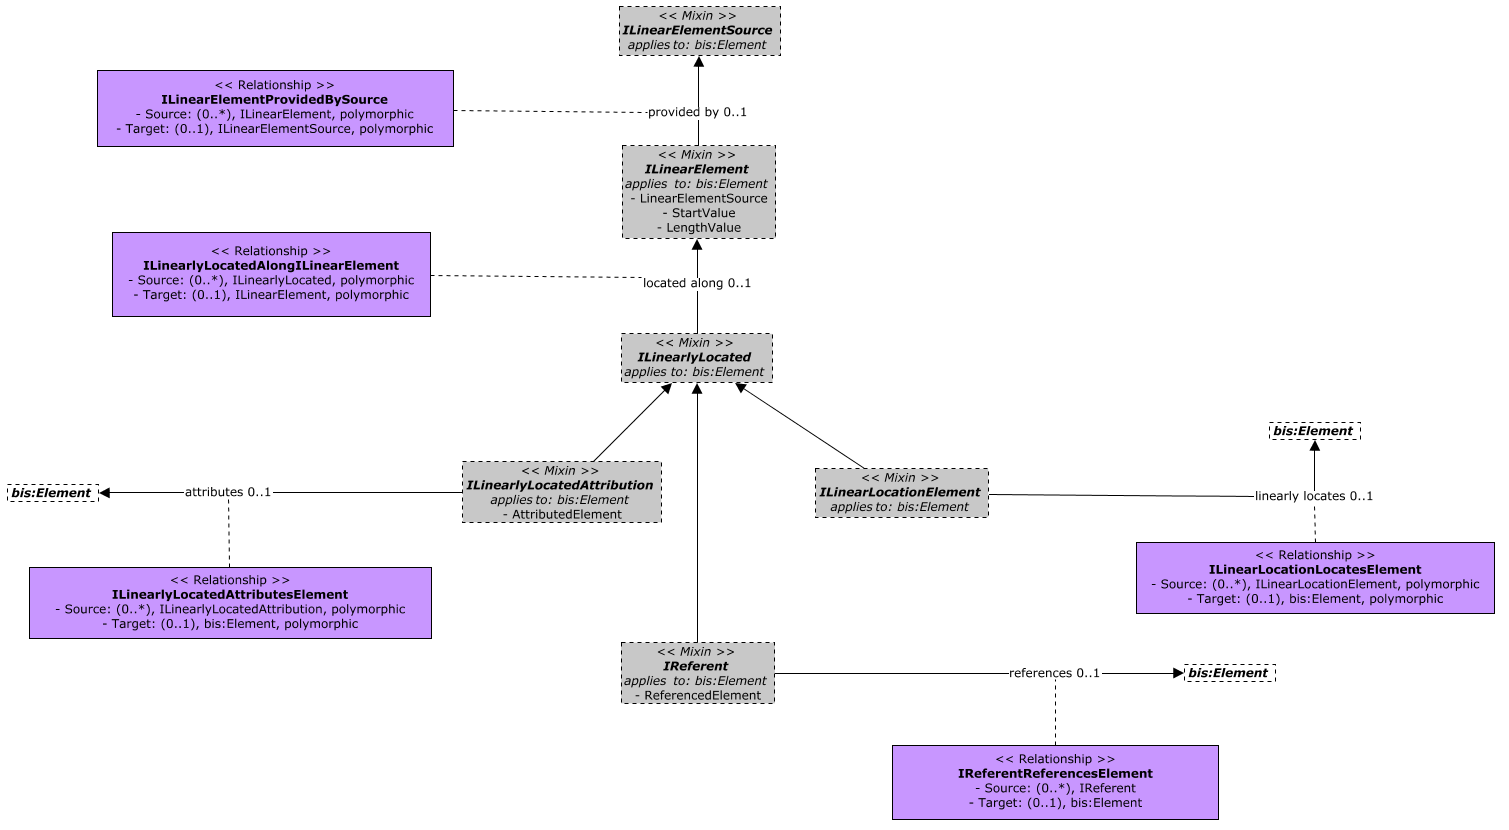 << Mixin >>
ILinearElementSource
applies to: bis:Element
<< Relationship >>
ILinearElementProvidedBySource
- Source: (0..*), ILinearElement, polymorphic
- Target: (0..1), ILinearElementSource, polymorphic
provided by 0..1
<< Mixin >>
ILinearElement
applies to: bis:Element
- LinearElementSource
- StartValue
- LengthValue
<< Relationship >>
ILinearlyLocatedAlongILinearElement
- Source: (0..*), ILinearlyLocated, polymorphic
- Target: (0..1), ILinearElement, polymorphic
located along 0..1
<< Mixin >>
ILinearlyLocated
applies to: bis:Element
bis:Element
<< Mixin >>
ILinearlyLocatedAttribution
applies to: bis:Element
- AttributedElement
<< Mixin >>
ILinearLocationElement
applies to: bis:Element
bis:Element
attributes 0..1
linearly locates 0..1
<< Relationship >>
ILinearLocationLocatesElement
- Source: (0..*), ILinearLocationElement, polymorphic
- Target: (0..1), bis:Element, polymorphic
<< Relationship >>
ILinearlyLocatedAttributesElement
- Source: (0..*), ILinearlyLocatedAttribution, polymorphic
- Target: (0..1), bis:Element, polymorphic
<< Mixin >>
IReferent
applies to: bis:Element
- ReferencedElement
references 0..1
bis:Element
<< Relationship >>
IReferentReferencesElement
- Source: (0..*), IReferent
- Target: (0..1), bis:Element